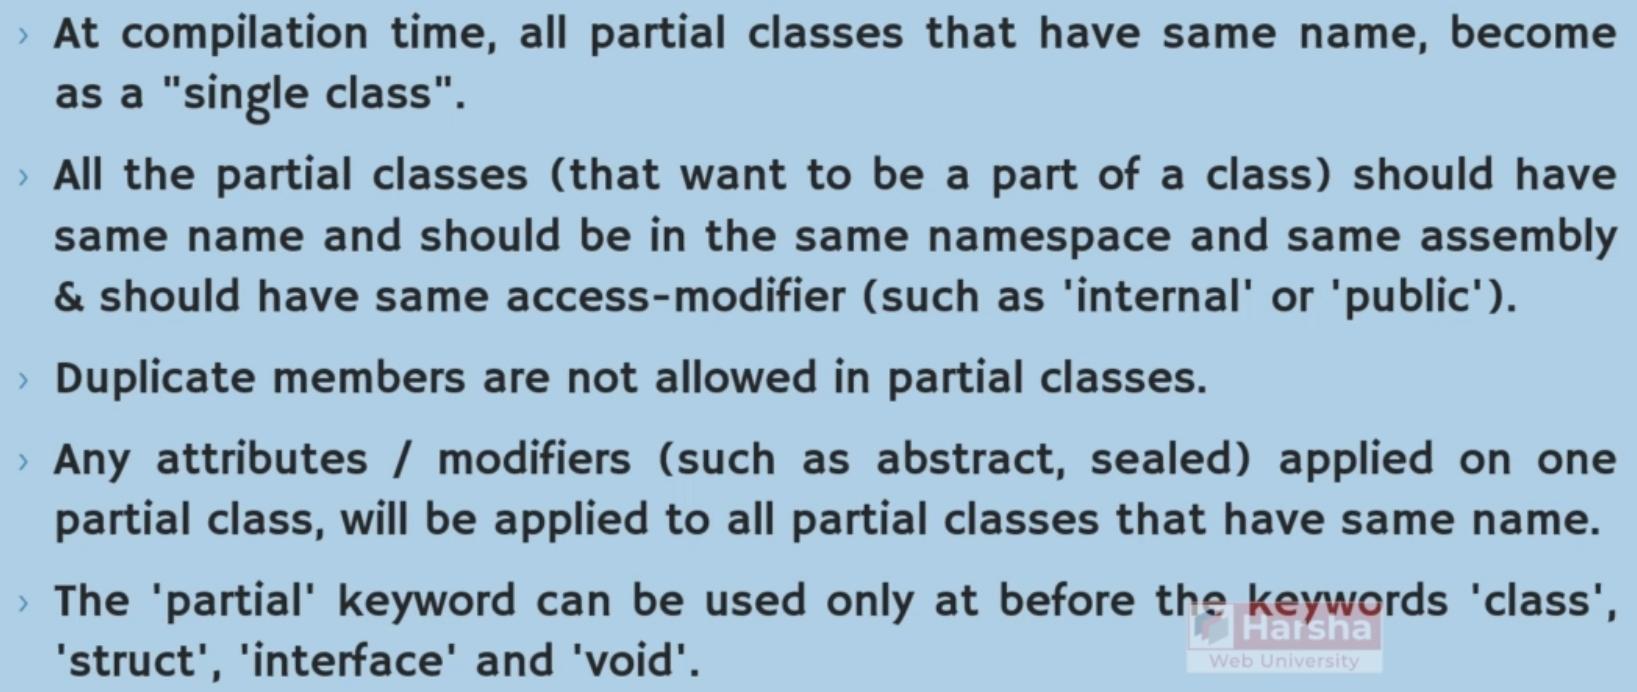 › At compilation time, all partial classes that have same name, become
as a "single class".
› All the partial classes (that want to be a part of a class) should have
same name and should be in the same namespace and same assembly
& should have same access-modifier (such as 'internal' or 'public').
› Duplicate members are not allowed in partial classes.
› Any attributes / modifiers (such as abstract, sealed) applied on one
partial class, will be applied to all partial classes that have same name.
› The 'partial' keyword can be used only at before the keywords 'class',
'struct', 'interface' and 'void'.
Harsha
Web University